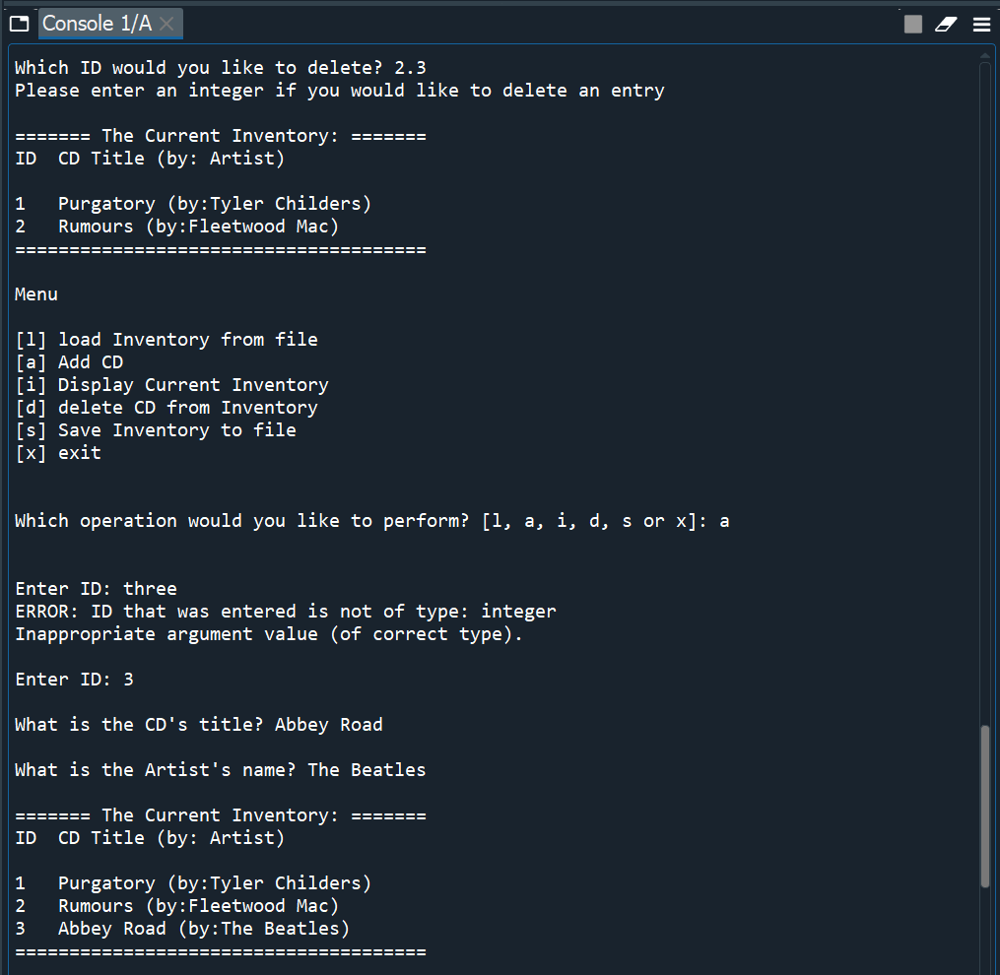 Console 1/A
Which ID would you like to delete? 2.3
Please enter an integer if you would like to delete an entry
======= The Current Inventory: =======
ID  CD Title (by: Artist)
1   Purgatory (by:Tyler Childers)
2   Rumours (by:Fleetwood Mac)
======================================
Menu
[l] load Inventory from file
[a] Add CD
[i] Display Current Inventory
[d] delete CD from Inventory
[s] Save Inventory to file
[x] exit
Which operation would you like to perform? [l, a, i, d, s or x]: a
Enter ID: three
ERROR: ID that was entered is not of type: integer
Inappropriate argument value (of correct type).
Enter ID: 3
What is the CD's title? Abbey Road
What is the Artist's name? The Beatles
======= The Current Inventory: =======
ID  CD Title (by: Artist)
1   Purgatory (by:Tyler Childers)
2   Rumours (by:Fleetwood Mac)
3   Abbey Road (by:The Beatles)
======================================